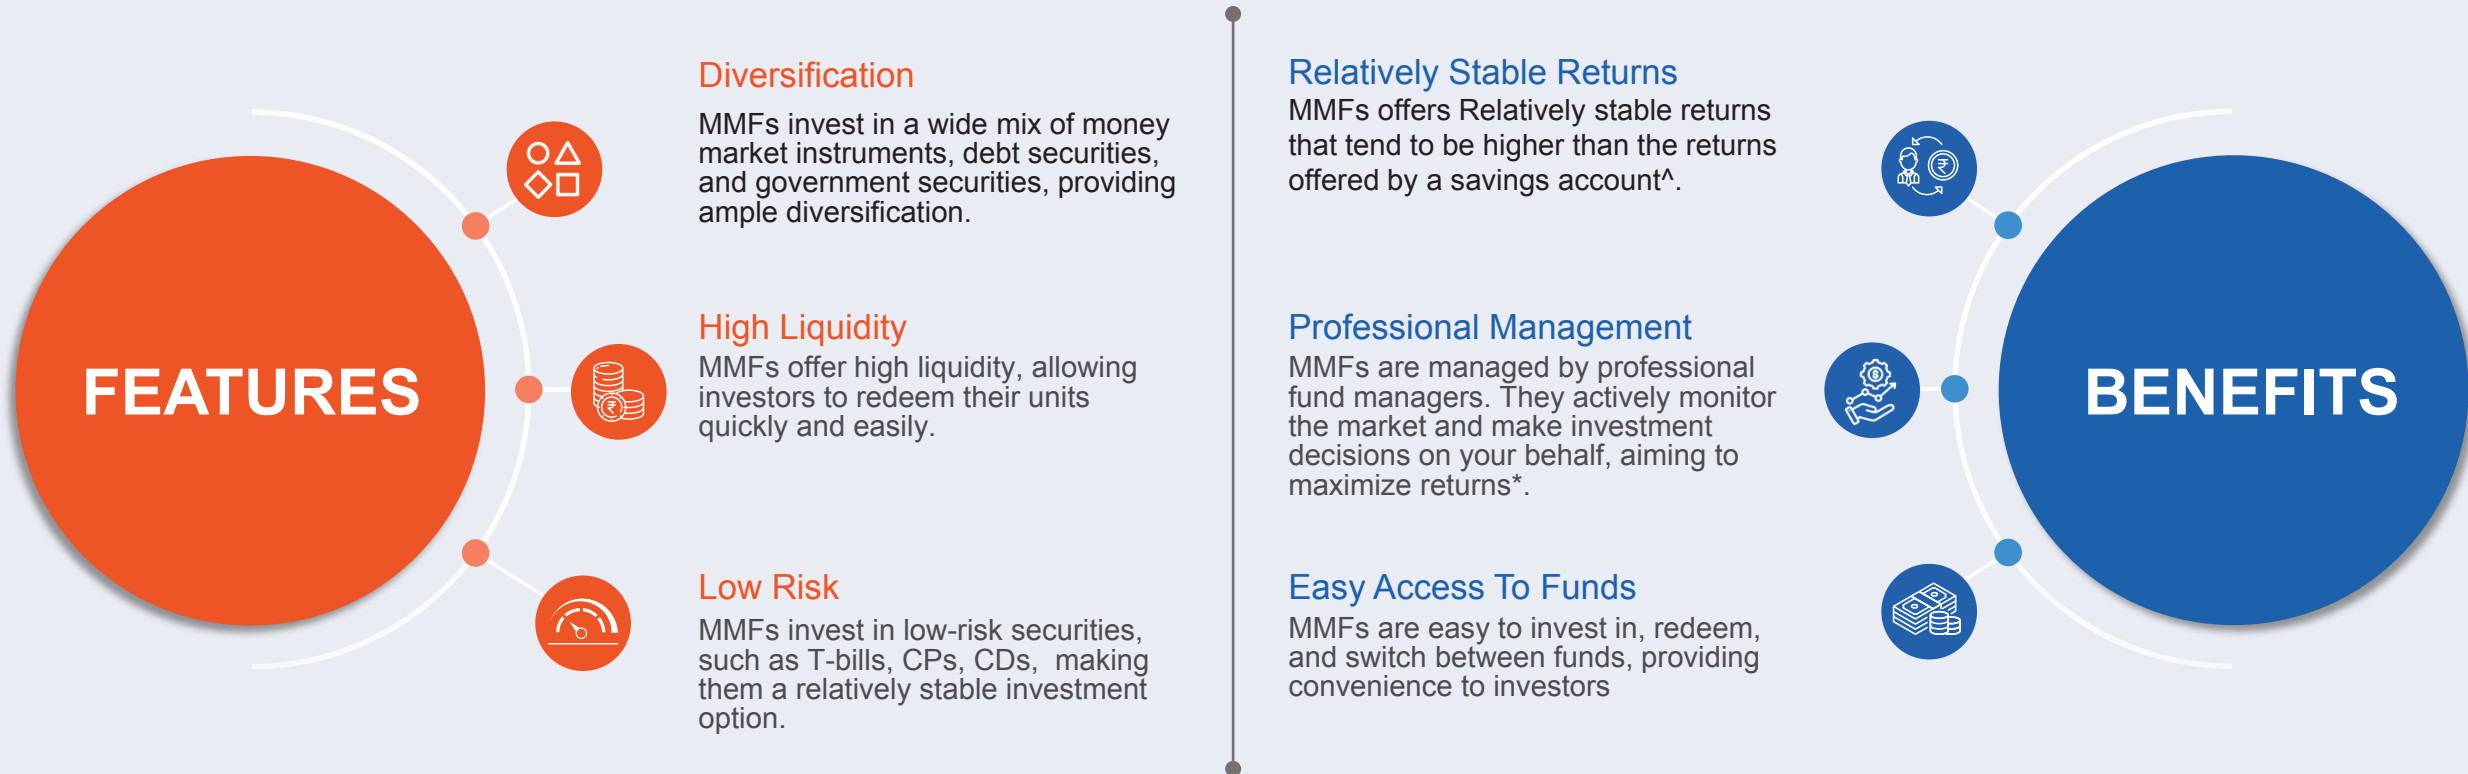 FEATURES
Diversification
MMFs invest in a wide mix of money
market instruments, debt securities,
and government securities, providing
ample diversification.
High Liquidity
MMFs offer high liquidity, allowing
investors to redeem their units
quickly and easily.
Low Risk
MMFs invest in low-risk securities,
such as T-bills, CPs, CDs,  making
them a relatively stable investment
option.
Relatively Stable Returns
MMFs offers Relatively stable returns
that tend to be higher than the returns
offered by a savings account^.
Professional Management
MMFs are managed by professional
fund managers. They actively monitor
the market and make investment
decisions on your behalf, aiming to
maximize returns*.
Easy Access To Funds
MMFs are easy to invest in, redeem,
and switch between funds, providing
convenience to investors
BENEFITS